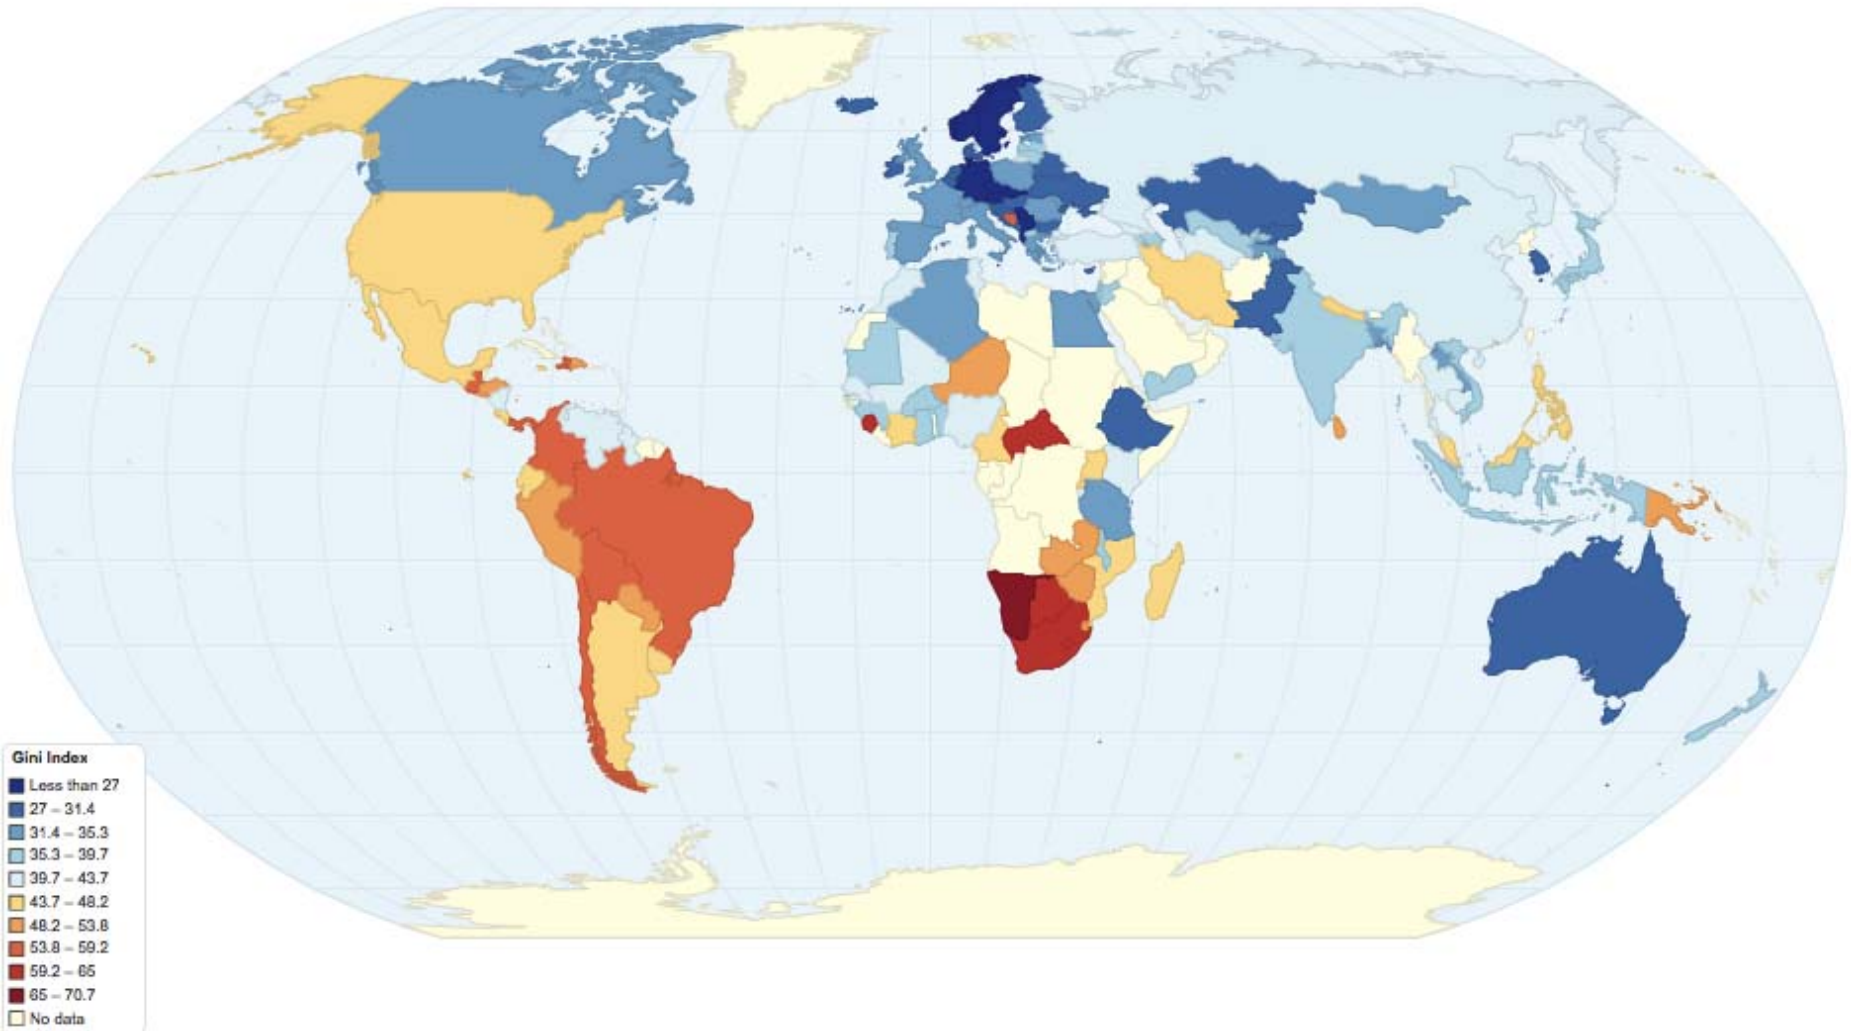 Gini Index
Less than 27
27 – 31.4
31.4 – 35.3
35.3 – 39.7
39.7 – 43.7
43.7 – 48.2
48.2 – 53.8
53.8 – 59.2
59.2 – 65
65 – 70.7
No data